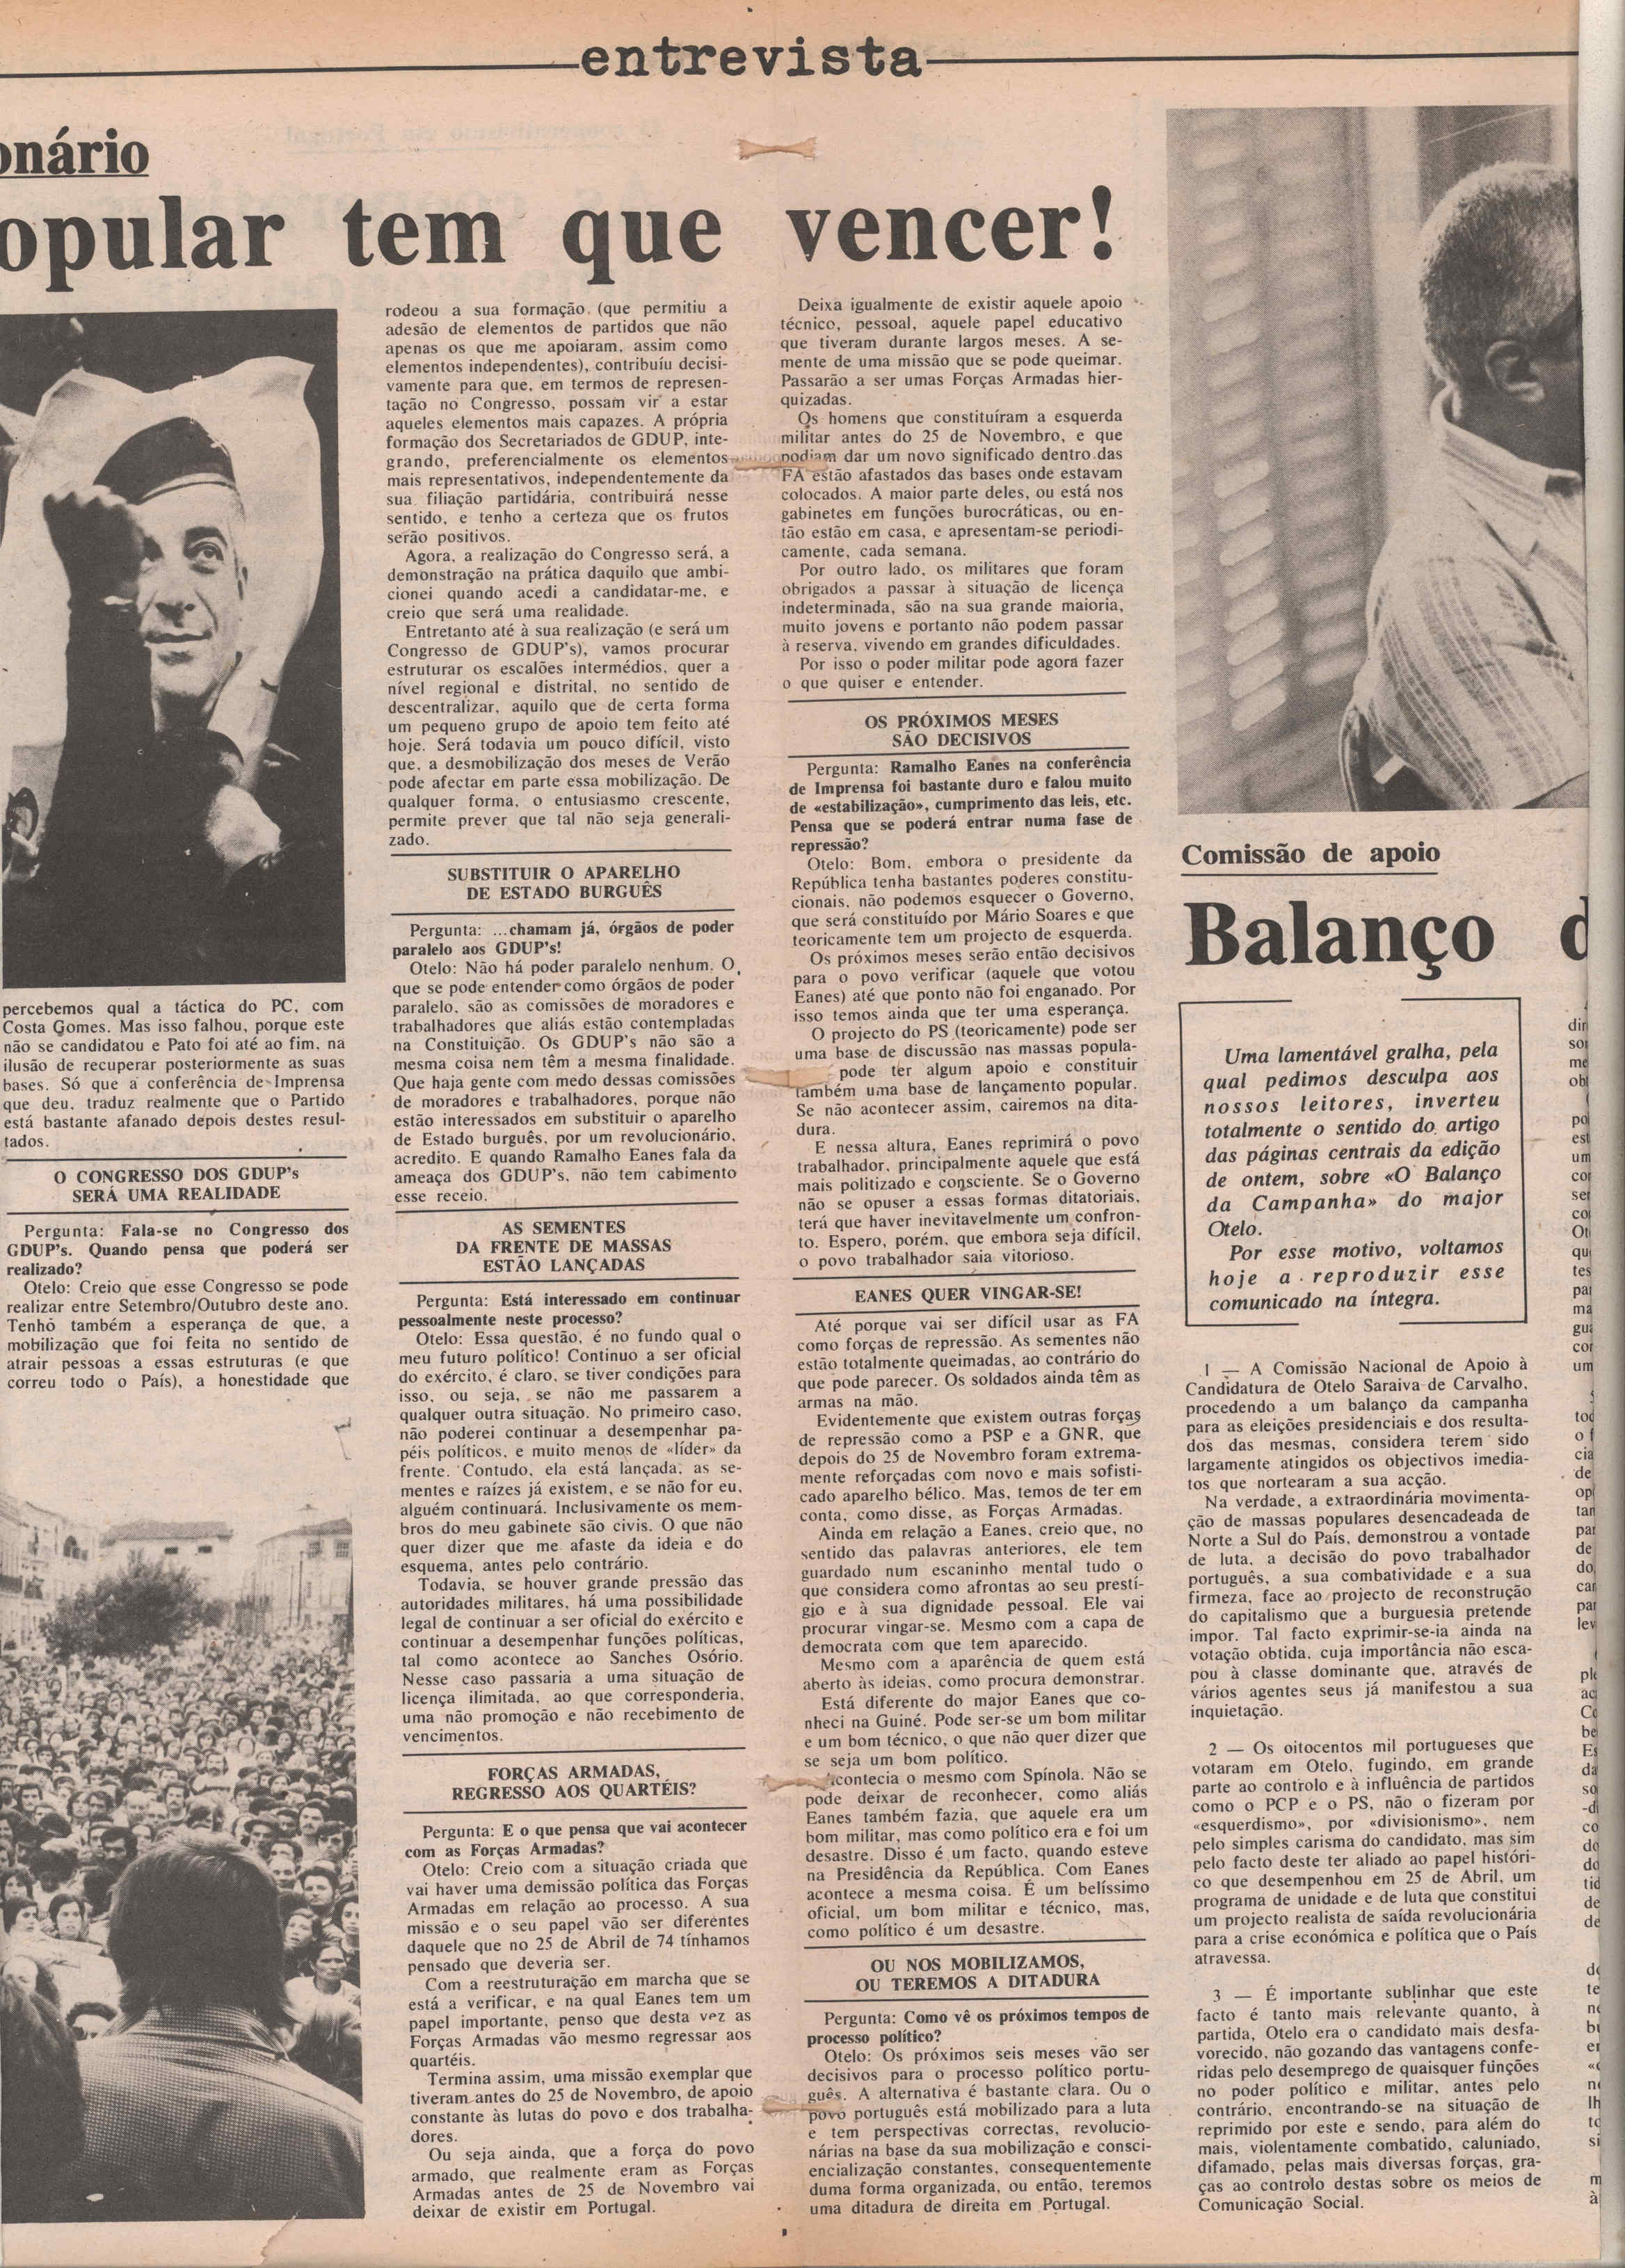 entrevista
onário
opular tem que vencer!
percebemos qual a táctica do PC, com
Costa Gomes. Mas isso falhou, porque este
não se candidatou e Pato foi até ao fim, na
ilusão de recuperar posteriormente as suas
bases. Só que a conferência de Imprensa
que deu, traduz realmente que o Partido
está bastante afanado depois destes resul-
tados.
O CONGRESSO DOS GDUP's
SERÁ UMA REALIDADE
Pergunta: Fala-se no Congresso dos
GDUP's. Quando pensa que poderá ser
realizado?
Otelo: Creio que esse Congresso se pode
realizar entre Setembro/Outubro deste ano.
Tenho também a esperança de que, a
mobilização que foi feita no sentido de
atrair pessoas a essas estruturas (e que
correu todo o País), a honestidade que
rodeou a sua formação, (que permitiu a
adesão de elementos de partidos que não
apenas os que me apoiaram, assim como
elementos independentes), contribuíu decisi-
vamente para que, em termos de represen-
tação no Congresso, possam vir a estar
aqueles elementos mais capazes. A própria
formação dos Secretariados de GDUP, inte-
grando, preferencialmente os elementos
mais representativos, independentemente da
sua filiação partidária, contribuirá nesse
sentido, e tenho a certeza que os frutos
serão positivos.
Agora, a realização do Congresso será, a
demonstração na prática daquilo que ambi-
cionei quando acedi a candidatar-me, e
creio que será uma realidade.
Entretanto até à sua realização (e será um
Congresso de GDUP's), vamos procurar
estruturar os escalões intermédios, quer a
nível regional e distrital, no sentido de
descentralizar, aquilo que de certa forma
um pequeno grupo de apoio tem feito até
hoje. Será todavia um pouco difícil, visto
que, a desmobilização dos meses de Verão
pode afectar em parte essa mobilização. De
qualquer forma, o entusiasmo crescente,
permite prever que tal não seja generali-
zado.
SUBSTITUIR O APARELHO
DE ESTADO BURGUÊS
Pergunta: ...chamam já, órgãos de poder
paralelo aos GDUP's!
Otelo: Não há poder paralelo nenhum. O
que se pode entender como órgãos de poder
paralelo, são as comissões de moradores e
trabalhadores que aliás estão contempladas
na Constituição. Os GDUP's não são a
mesma coisa nem têm a mesma finalidade.
Que haja gente com medo dessas comissões
de moradores e trabalhadores, porque não
estão interessados em substituir o aparelho
de Estado burguês, por um revolucionário,
acredito. E quando Ramalho Eanes fala da
ameaça dos GDUP's, não tem cabimento
esse receio.
AS SEMENTES
DA FRENTE DE MASSAS
ESTÃO LANÇADAS
Pergunta: Está interessado em continuar
pessoalmente neste processo?
Otelo: Essa questão, é no fundo qual o
meu futuro político! Continuo a ser oficial
do exército, é claro, se tiver condições para
isso, ou seja, se não me passarem a
qualquer outra situação. No primeiro caso,
não poderei continuar a desempenhar pa-
péis políticos, e muito menos de «líder» da
frente. Contudo, ela está lançada, as se-
mentes e raízes já existem, e se não for eu,
alguém continuará. Inclusivamente os mem-
bros do meu gabinete são civis. O que não
quer dizer que me afaste da ideia e do
esquema, antes pelo contrário.
Todavia, se houver grande pressão das
autoridades militares, há uma possibilidade
legal de continuar a ser oficial do exército e
continuar a desempenhar funções políticas,
tal como acontece ao Sanches Osório.
Nesse caso passaria a uma situação de
licença ilimitada, ao que corresponderia,
uma não promoção e não recebimento de
vencimentos.
FORÇAS ARMADAS,
REGRESSO AOS QUARTÉIS?
Pergunta: E o que pensa que vai acontecer
com as Forças Armadas?
Otelo: Creio com a situação criada que
vai haver uma demissão política das Forças
Armadas em relação ao processo. A sua
missão e o seu papel vão ser diferentes
daquele que no 25 de Abril de 74 tínhamos
pensado que deveria ser.
Com a reestruturação em marcha que se
está a verificar, e na qual Eanes tem um
papel importante, penso que desta vez as
Forças Armadas vão mesmo regressar aos
quartéis.
Termina assim, uma missão exemplar que
tiveram antes do 25 de Novembro, de apoio
constante às lutas do povo e dos trabalha-
dores.
Ou seja ainda, que a força do povo
armado, que realmente eram as Forças
Armadas antes de 25 de Novembro vai
deixar de existir em Portugal.
Deixa igualmente de existir aquele apoio
técnico, pessoal, aquele papel educativo
que tiveram durante largos meses. A se-
mente de uma missão que se pode queimar.
Passarão a ser umas Forças Armadas hier-
quizadas.
Os homens que constituíram a esquerda
militar antes do 25 de Novembro, e que
podiam dar um novo significado dentro das
FA estão afastados das bases onde estavam
colocados. A maior parte deles, ou está nos
gabinetes em funções burocráticas, ou en-
tão estão em casa, e apresentam-se periodi-
camente, cada semana.
Por outro lado, os militares que foram
obrigados a passar à situação de licença
indeterminada, são na sua grande maioria,
muito jovens e portanto não podem passar
à reserva, vivendo em grandes dificuldades.
Por isso o poder militar pode agora fazer
o que quiser e entender.
OS PRÓXIMOS MESES
SÃO DECISIVOS
Pergunta: Ramalho Eanes na conferência
de Imprensa foi bastante duro e falou muito
de «estabilização», cumprimento das leis, etc.
Pensa que se poderá entrar numa fase de
repressão?
Otelo: Bom, embora o presidente da
República tenha bastantes poderes constitu-
cionais, não podemos esquecer o Governo,
que será constituído por Mário Soares e que
teoricamente tem um projecto de esquerda.
Os próximos meses serão então decisivos
para o povo verificar (aquele que votou
Eanes) até que ponto não foi enganado. Por
isso temos ainda que ter uma esperança.
O projecto do PS (teoricamente) pode ser
uma base de discussão nas massas popula-
pode ter algum apoio e constituir
também uma base de lançamento popular.
Se não acontecer assim, cairemos na dita-
dura.
E nessa altura, Eanes reprimirá o povo
trabalhador, principalmente aquele que está
mais politizado e consciente. Se o Governo
não se opuser a essas formas ditatoriais,
terá que haver inevitavelmente um confron-
to. Espero, porém, que embora seja difícil,
o povo trabalhador saia vitorioso.
EANES QUER VINGAR-SE!
Até porque vai ser difícil usar as FA
como forças de repressão. As sementes não
estão totalmente queimadas, ao contrário do
que pode parecer. Os soldados ainda têm as
armas na mão.
Evidentemente que existem outras forças
de repressão como a PSP e a GNR, que
depois do 25 de Novembro foram extrema-
mente reforçadas com novo e mais sofisti-
cado aparelho bélico. Mas, temos de ter em
conta, como disse, as Forças Armadas.
Ainda em relação a Eanes, creio que, no
sentido das palavras anteriores, ele tem
guardado num escaninho mental tudo o
que considera como afrontas ao seu prestí-
gio e à sua dignidade pessoal. Ele vai
procurar vingar-se. Mesmo com a capa de
democrata com que tem aparecido.
Mesmo com a aparência de quem está
aberto às ideias, como procura demonstrar.
Está diferente do major Eanes que co-
nheci na Guiné. Pode ser-se um bom militar
e um bom técnico, o que não quer dizer que
se seja um bom político.
contecia o mesmo com Spínola. Não se
pode deixar de reconhecer, como aliás
Eanes também fazia, que aquele era um
bom militar, mas como político era e foi um
desastre. Disso é um facto, quando esteve
na Presidência da República. Com Eanes
acontece a mesma coisa. É um belíssimo
oficial, um bom militar e técnico, mas,
como político é um desastre.
OU NOS MOBILIZAMOS,
OU TEREMOS A DITADURA
Pergunta: Como vê os próximos tempos de
processo político?
Otelo: Os próximos seis meses vão ser
decisivos para o processo político portu-
guês. A alternativa é bastante clara. Ou o
povo português está mobilizado para a luta
e tem perspectivas correctas, revolucio-
nárias na base da sua mobilização e consci-
encialização constantes, consequentemente
duma forma organizada, ou então, teremos
uma ditadura de direita em Portugal.
Comissão de apoio
Balanço d
Uma lamentável gralha, pela
qual pedimos desculpa aos
nossos leitores, inverteu
totalmente o sentido do artigo
das páginas centrais da edição
de ontem, sobre «O Balanço
da Campanha» do major
Otelo.
Por esse motivo, voltamos
hoje a reproduzir esse
comunicado na íntegra.
1 — A Comissão Nacional de Apoio à
Candidatura de Otelo Saraiva de Carvalho,
procedendo a um balanço da campanha
para as eleições presidenciais e dos resulta-
dos das mesmas, considera terem sido
largamente atingidos os objectivos imedia-
tos que nortearam a sua acção.
Na verdade, a extraordinária movimenta-
ção de massas populares desencadeada de
Norte a Sul do País, demonstrou a vontade
de luta, a decisão do povo trabalhador
português, a sua combatividade e a sua
firmeza, face ao projecto de reconstrução
do capitalismo que a burguesia pretende
impor. Tal facto exprimir-se-ia ainda na
votação obtida, cuja importância não esca-
pou à classe dominante que, através de
vários agentes seus já manifestou a sua
inquietação.
2 — Os oitocentos mil portugueses que
votaram em Otelo, fugindo, em grande
parte ao controlo e à influência de partidos
como o PCP e o PS, não o fizeram por
«esquerdismo», por «divisionismo», nem
pelo simples carisma do candidato, mas sim
pelo facto deste ter aliado ao papel históri-
co que desempenhou em 25 de Abril, um
programa de unidade e de luta que constitui
um projecto realista de saída revolucionária
para a crise económica e política que o País
atravessa.
3 — É importante sublinhar que este
facto é tanto mais relevante quanto, à
partida, Otelo era o candidato mais desfa-
vorecido, não gozando das vantagens confe-
ridas pelo desemprego de quaisquer funções
no poder político e militar, antes pelo
contrário, encontrando-se na situação de
reprimido por este e sendo, para além do
mais, violentamente combatido, caluniado,
difamado, pelas mais diversas forças, gra-
ças ao controlo destas sobre os meios de
Comunicação Social.